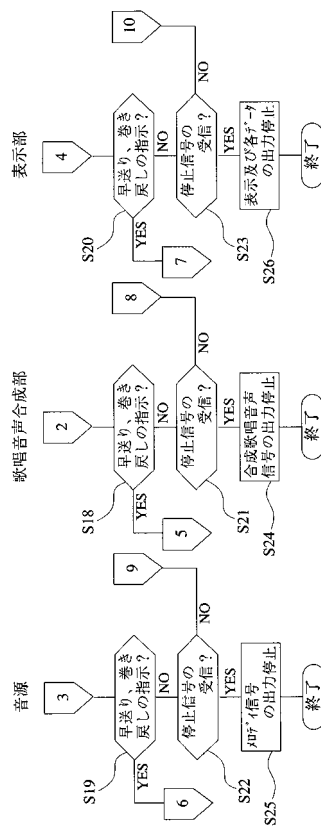 音源
3
S19
早送り、巻き
戻しの指示?
YES
6
NO
停止信号の
受信?
S22
NO
9
YES
ﾒﾛﾃﾞｨ信号
の出力停止
S25
終了
歌唱音声合成部
2
S18
早送り、巻き
戻しの指示?
YES
5
NO
停止信号の
受信?
S21
NO
8
YES
合成歌唱音声
信号の出力停止
S24
終了
表示部
4
S20
早送り、巻き
戻しの指示?
YES
7
NO
停止信号の
受信?
S23
NO
10
YES
表示及び各ﾃﾞｰﾀ
の出力停止
S26
終了